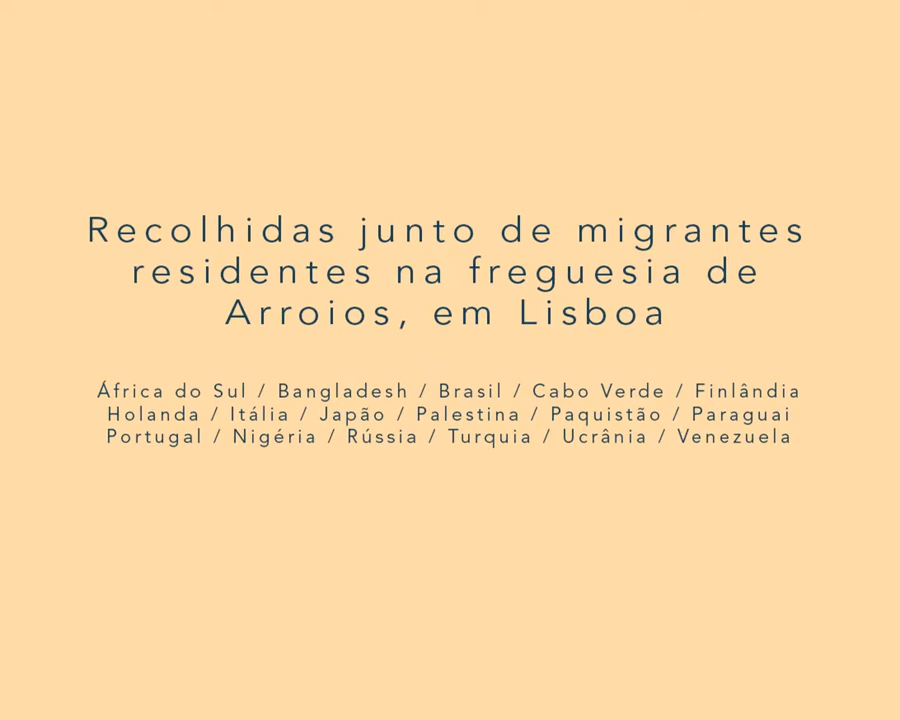 Recolhidas junto de migrantes
residentes na freguesia de
Arroios, em Lisboa
África do Sul / Bangladesh / Brasil / Cabo Verde / Finlândia
Holanda / Itália / Japão / Palestina / Paquistão / Paraguai
Portugal / Nigéria / Rússia / Turquia / Ucrânia / Venezuela